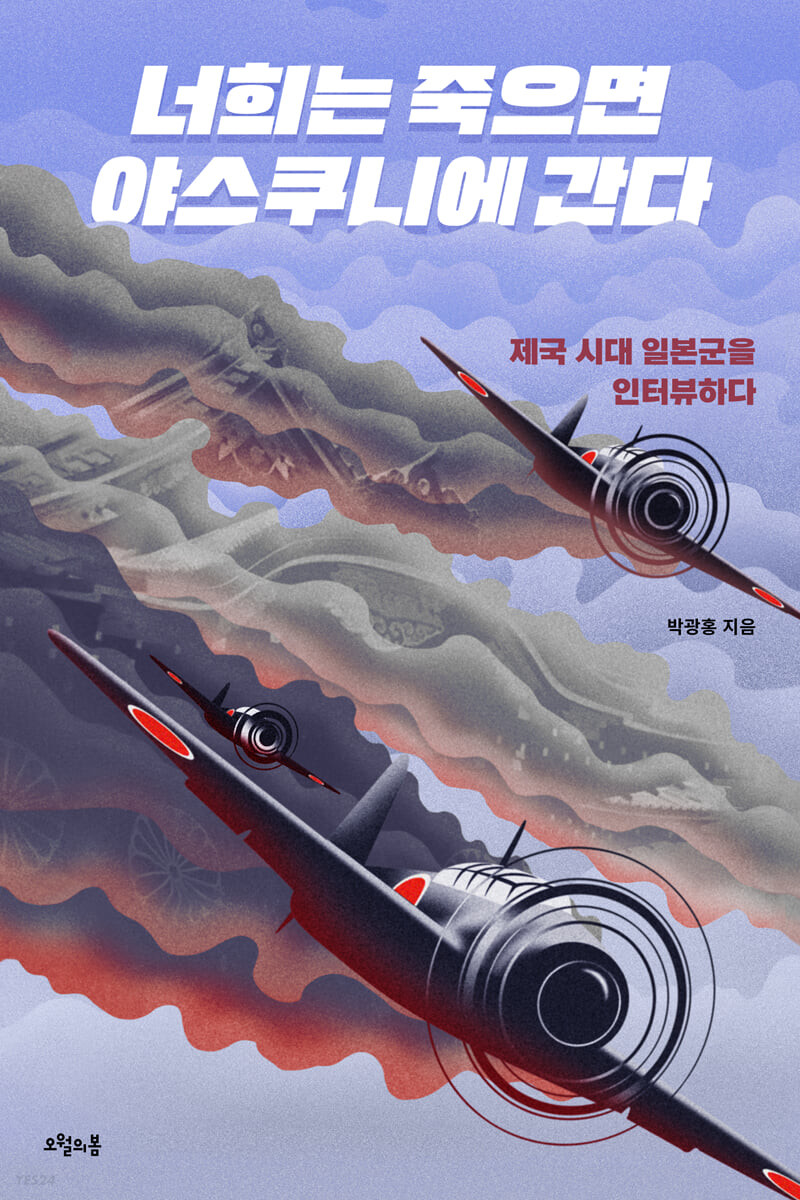 너희는 죽으면
야스쿠니에 간다
제국 시대 일본군을
인터뷰하다
박광홍 지음
오월의봄
YES24